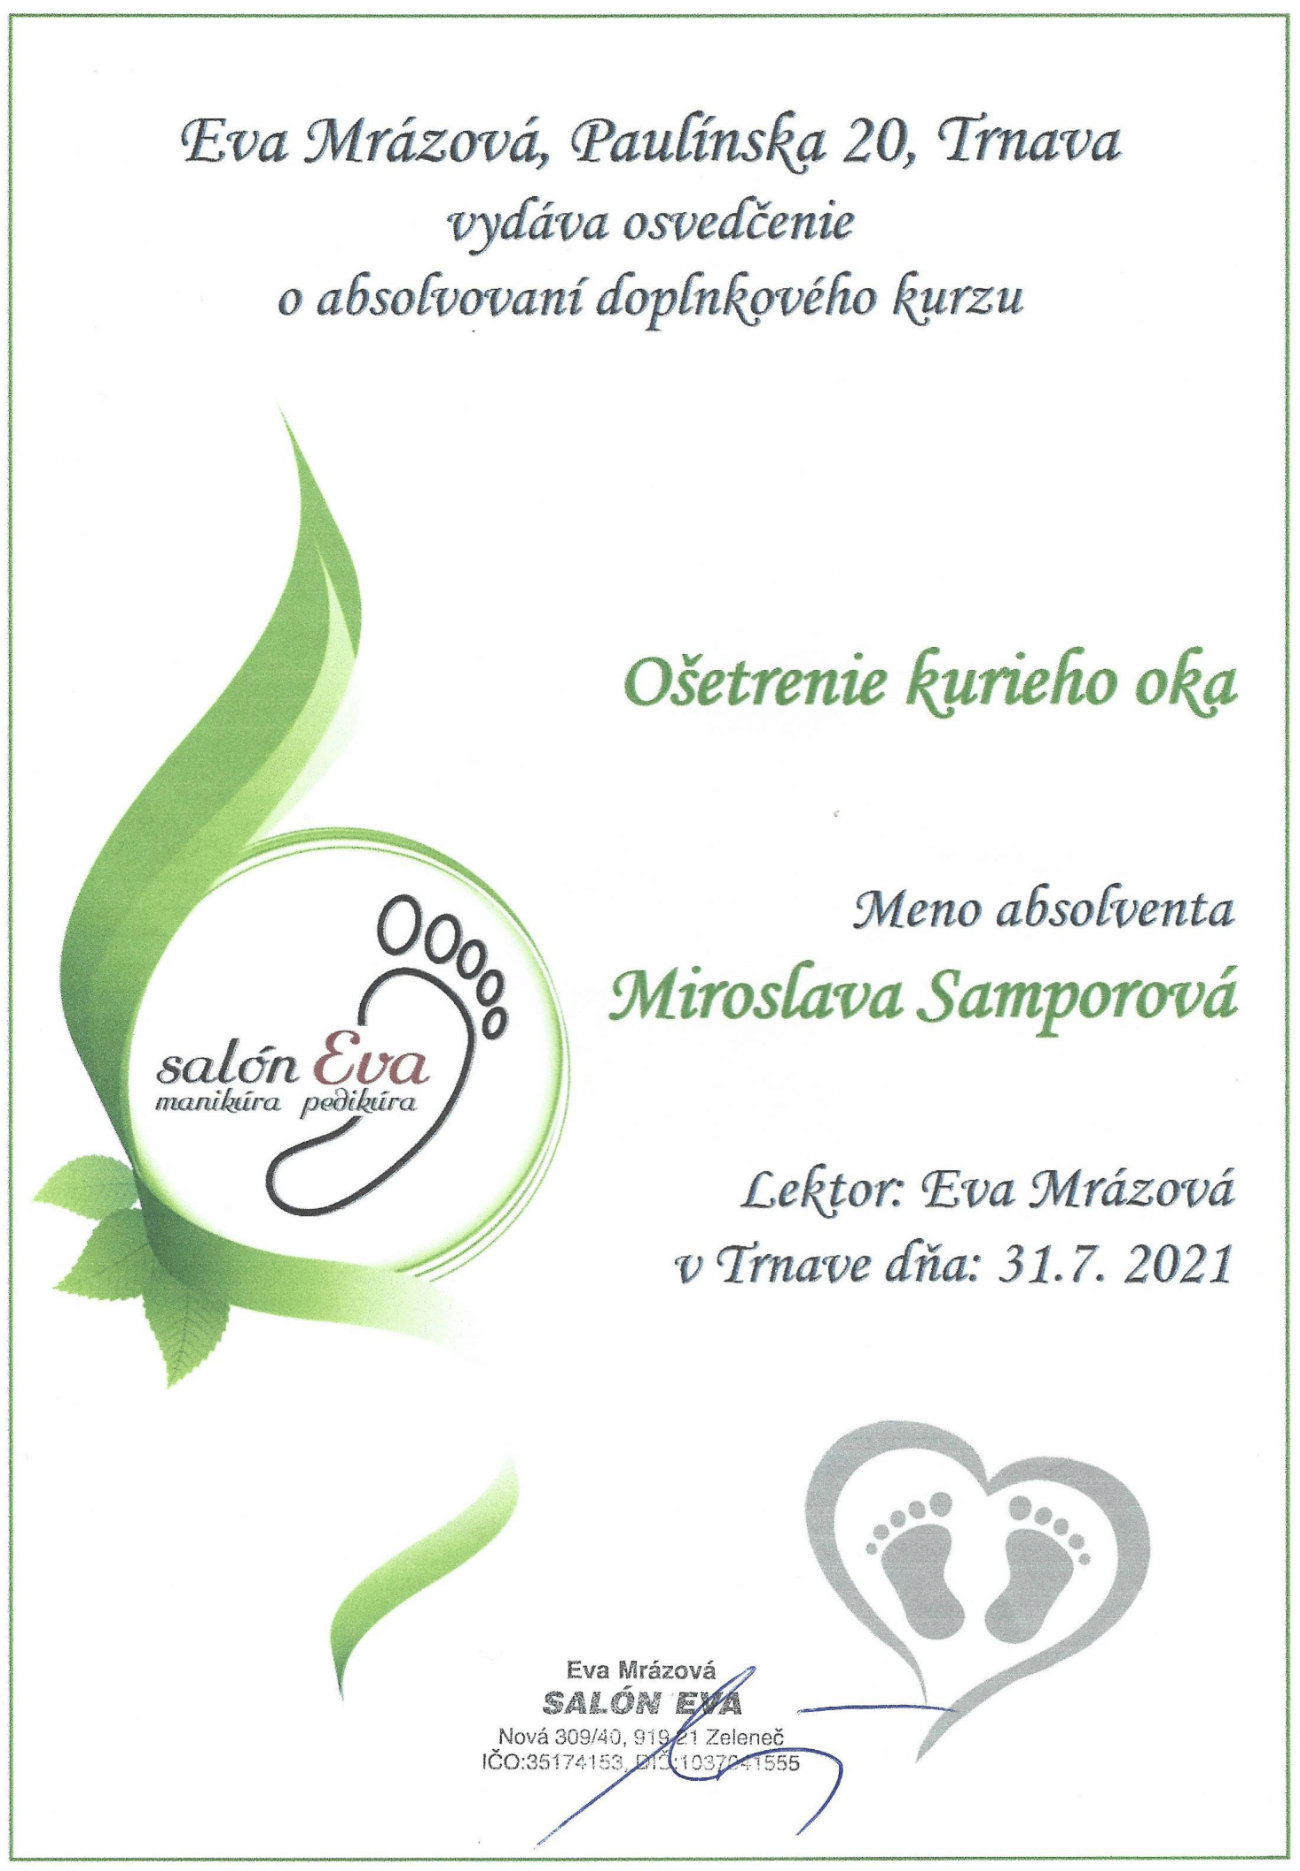 Eva Mrázová, Paulínska 20, Trnava
vydáva osvedčenie
o absolvovaní doplnkového kurzu
Ošetrenie kurieho oka
Meno absolventa
Miroslava Samporová
salón Eva
manikúra pedikúra
Lektor: Eva Mrázová
v Trnave dňa: 31.7. 2021
Eva Mrázová
SALÓN EVA
Nová 309/40, 919 21 Zeleneč
IČO:35174153, DIČ: